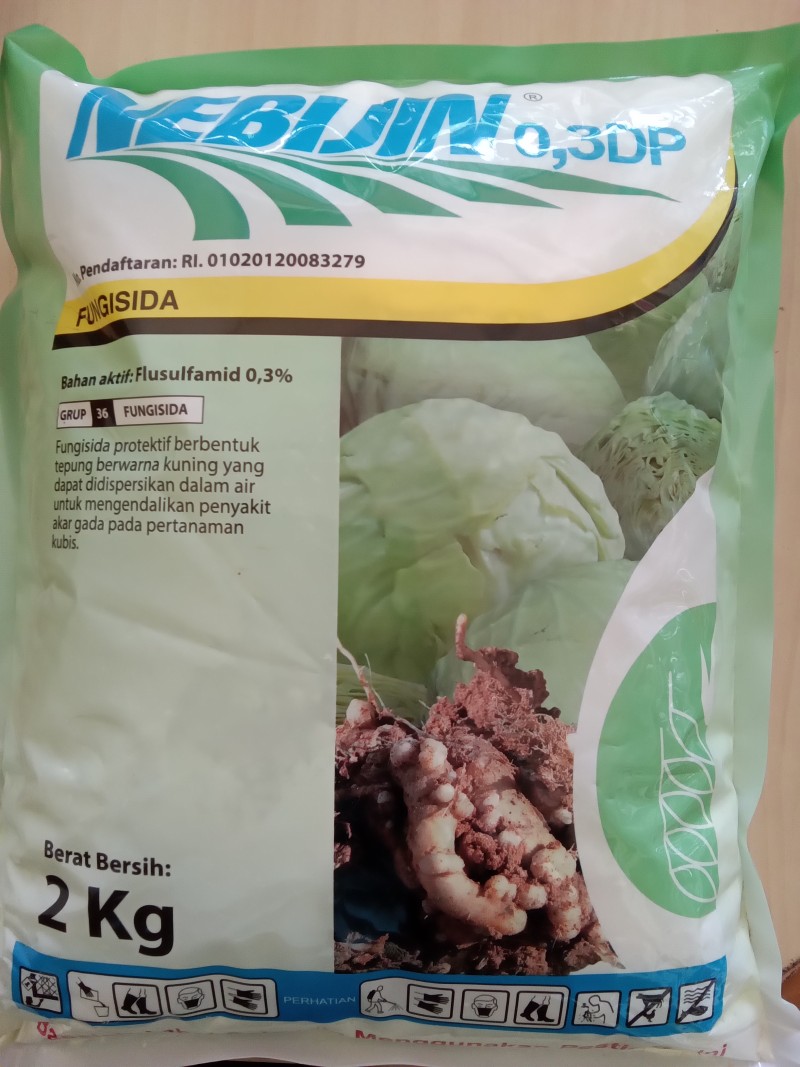 NEBIJIN® 0,3DP
Pendaftaran: RI. 01020120083279
FUNGISIDA
Bahan aktif: Flusulfamid 0,3%
GRUP 36 FUNGISIDA
Fungisida protektif berbentuk
tepung berwarna kuning yang
dapat didispersikan dalam air
untuk mengendalikan penyakit
akar gada pada pertanaman
kubis.
Berat Bersih:
2 Kg
PERHATIAN
Menggunakan